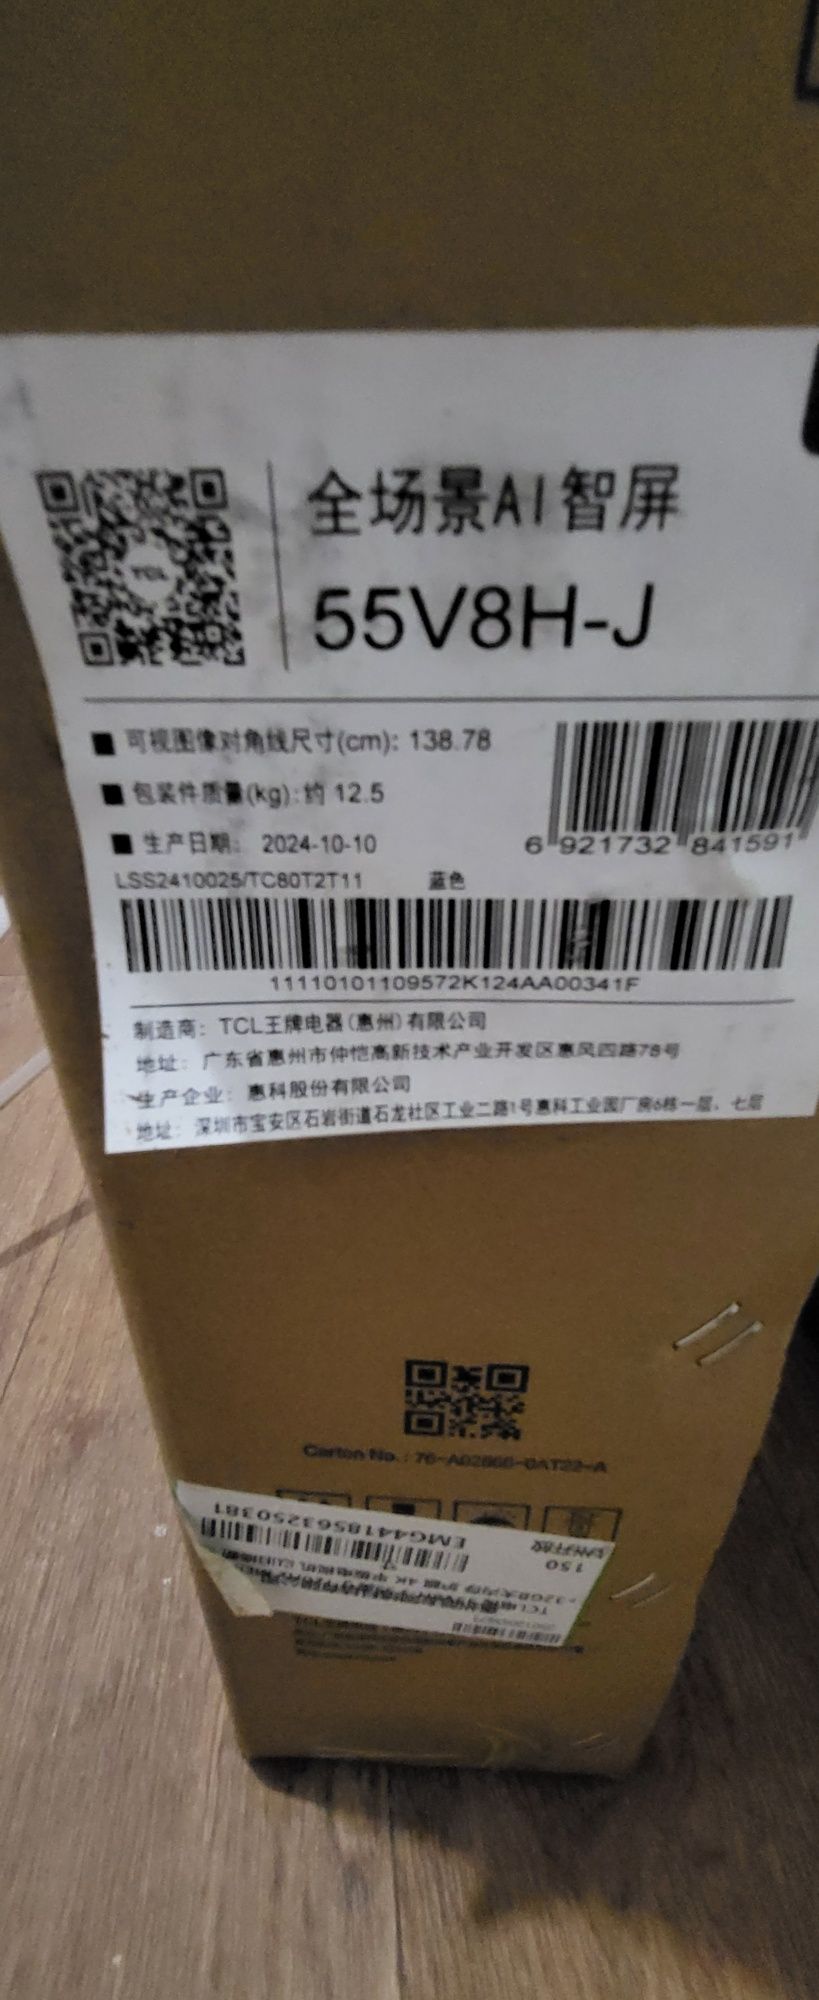 全场景AI智屏
55V8H-J
■ 可视图像对角线尺寸(cm): 138.78
■ 包装件质量(kg): 约 12.5
■ 生产日期: 2024-10-10
6 921732 841591
LSS2410025/TC80T2T11 蓝色
11110101109572K124AA00341F
制造商: TCL王牌电器(惠州)有限公司
地址: 广东省惠州市仲恺高新技术产业开发区惠风四路78号
生产企业: 惠科股份有限公司
地址: 深圳市宝安区石岩街道石龙社区工业二路1号惠科工业园厂房6栋一层、七层
Carton No.:
EMG4418563250381
150